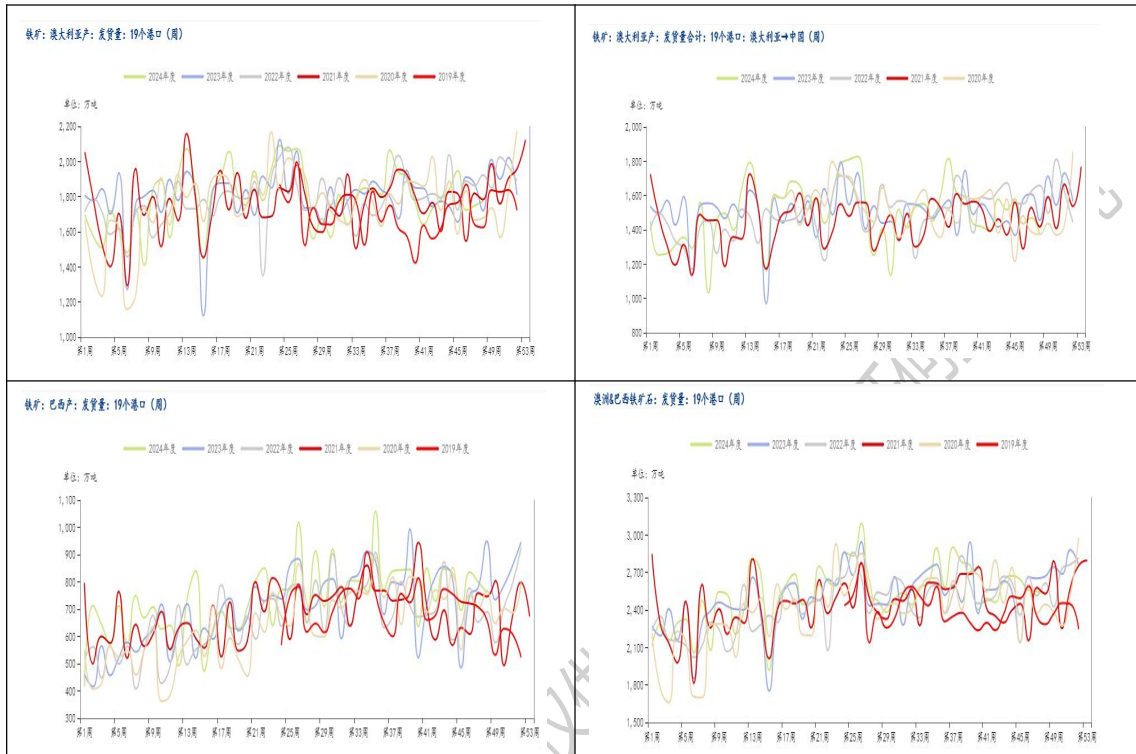 铁矿：澳大利亚产：发货量：19个港口（周）
2024年度 2023年度 2022年度 2021年度 2020年度 2019年度
单位：万吨
2,200
2,000
1,800
1,600
1,400
1,200
1,000
第1周 第5周 第9周 第13周 第17周 第21周 第25周 第29周 第33周 第37周 第41周 第45周 第49周 第53周
铁矿：澳大利亚产：发货量合计：19个港口：澳大利亚→中国（周）
2024年度 2023年度 2022年度 2021年度 2020年度
单位：万吨
2,000
1,800
1,600
1,400
1,200
1,000
800
第1周 第5周 第9周 第13周 第17周 第21周 第25周 第29周 第33周 第37周 第41周 第45周 第49周 第53周
铁矿：巴西产：发货量：19个港口（周）
2024年度 2023年度 2022年度 2021年度 2020年度 2019年度
单位：万吨
1,100
1,000
900
800
700
600
500
400
300
第1周 第5周 第9周 第13周 第17周 第21周 第25周 第29周 第33周 第37周 第41周 第45周 第49周 第53周
澳洲&巴西铁矿石：发货量：19个港口（周）
2024年度 2023年度 2022年度 2021年度 2020年度 2019年度
单位：万吨
3,300
3,000
2,700
2,400
2,100
1,800
1,500
第1周 第5周 第9周 第13周 第17周 第21周 第25周 第29周 第33周 第37周 第41周 第45周 第49周 第53周